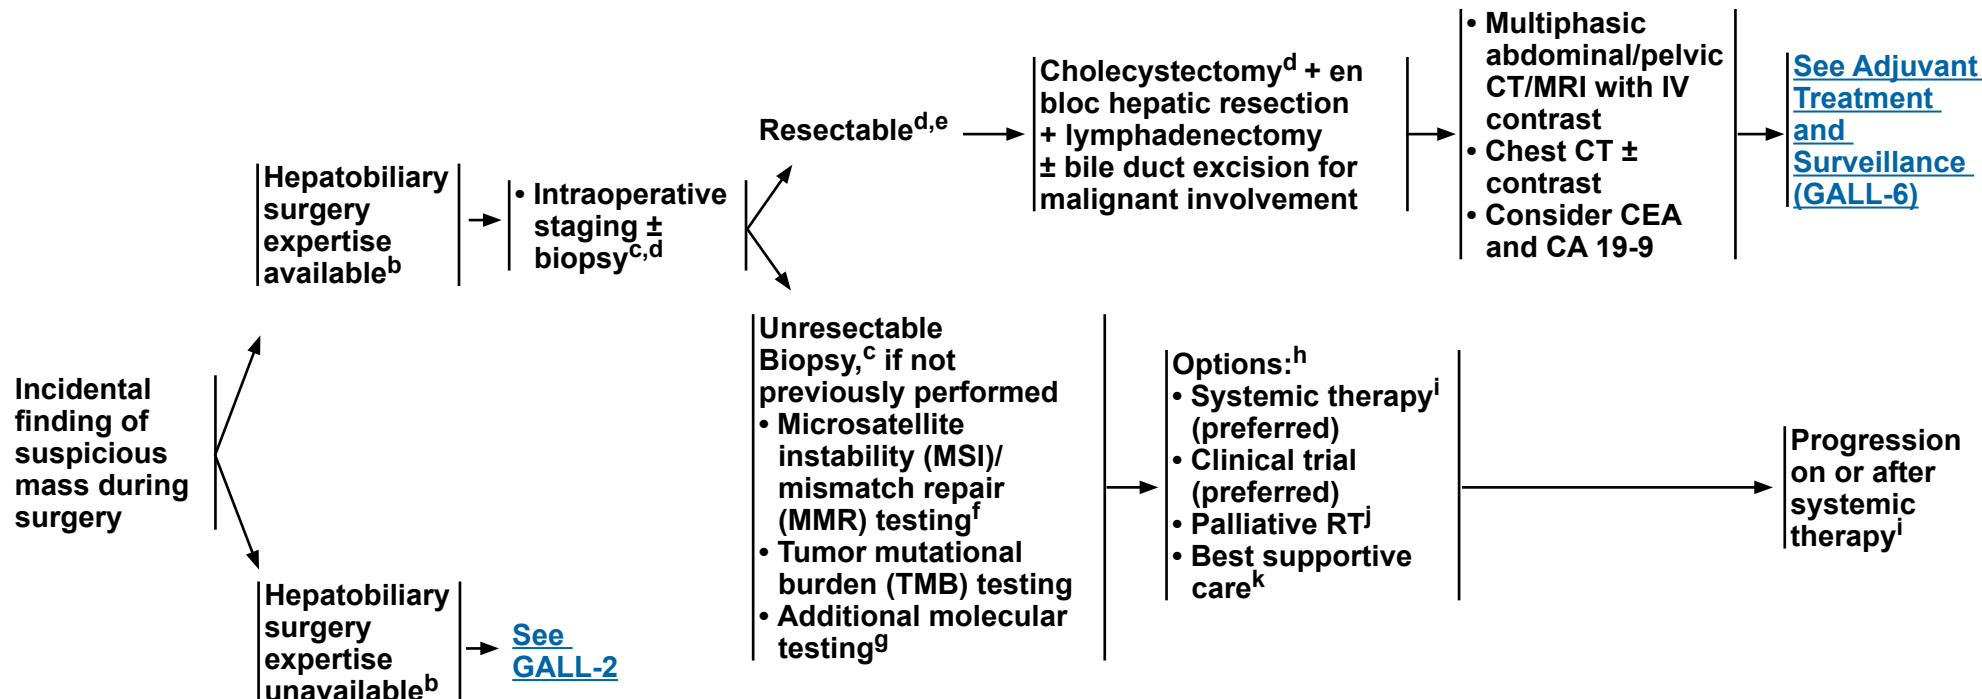 Incidental
finding of
suspicious
mass during
surgery
Hepatobiliary
surgery
expertise
available^b
• Intraoperative
staging ±
biopsy^c,d
Resectable^d,e
Cholecystectomy^d + en
bloc hepatic resection
+ lymphadenectomy
± bile duct excision for
malignant involvement
• Multiphasic
abdominal/pelvic
CT/MRI with IV
contrast
• Chest CT ±
contrast
• Consider CEA
and CA 19-9
See Adjuvant
Treatment
and
Surveillance
(GALL-6)
Unresectable
Biopsy,^c if not
previously performed
• Microsatellite
instability (MSI)/
mismatch repair
(MMR) testing^f
• Tumor mutational
burden (TMB) testing
• Additional molecular
testing^g
Options:^h
• Systemic therapy^i
(preferred)
• Clinical trial
(preferred)
• Palliative RT^j
• Best supportive
care^k
Progression
on or after
systemic
therapy^i
Hepatobiliary
surgery
expertise
unavailable^b
See
GALL-2